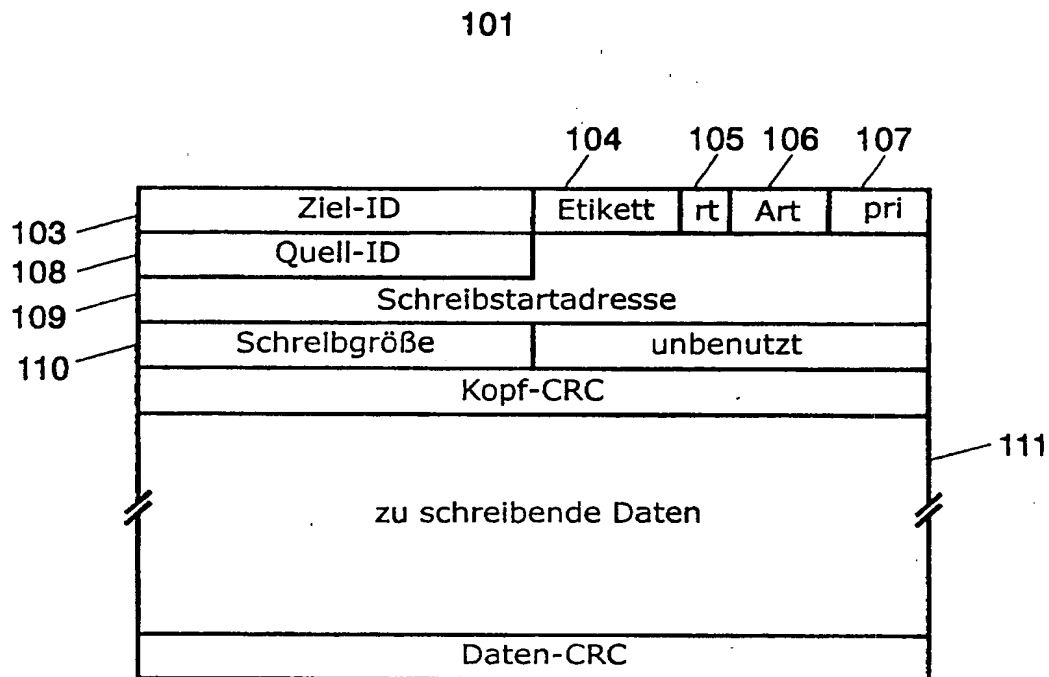 101
104 105 106 107
103 Ziel-ID Etikett rt Art pri
108 Quell-ID
109 Schreibstartadresse
110 Schreibgröße unbenutzt
Kopf-CRC
111
zu schreibende Daten
Daten-CRC